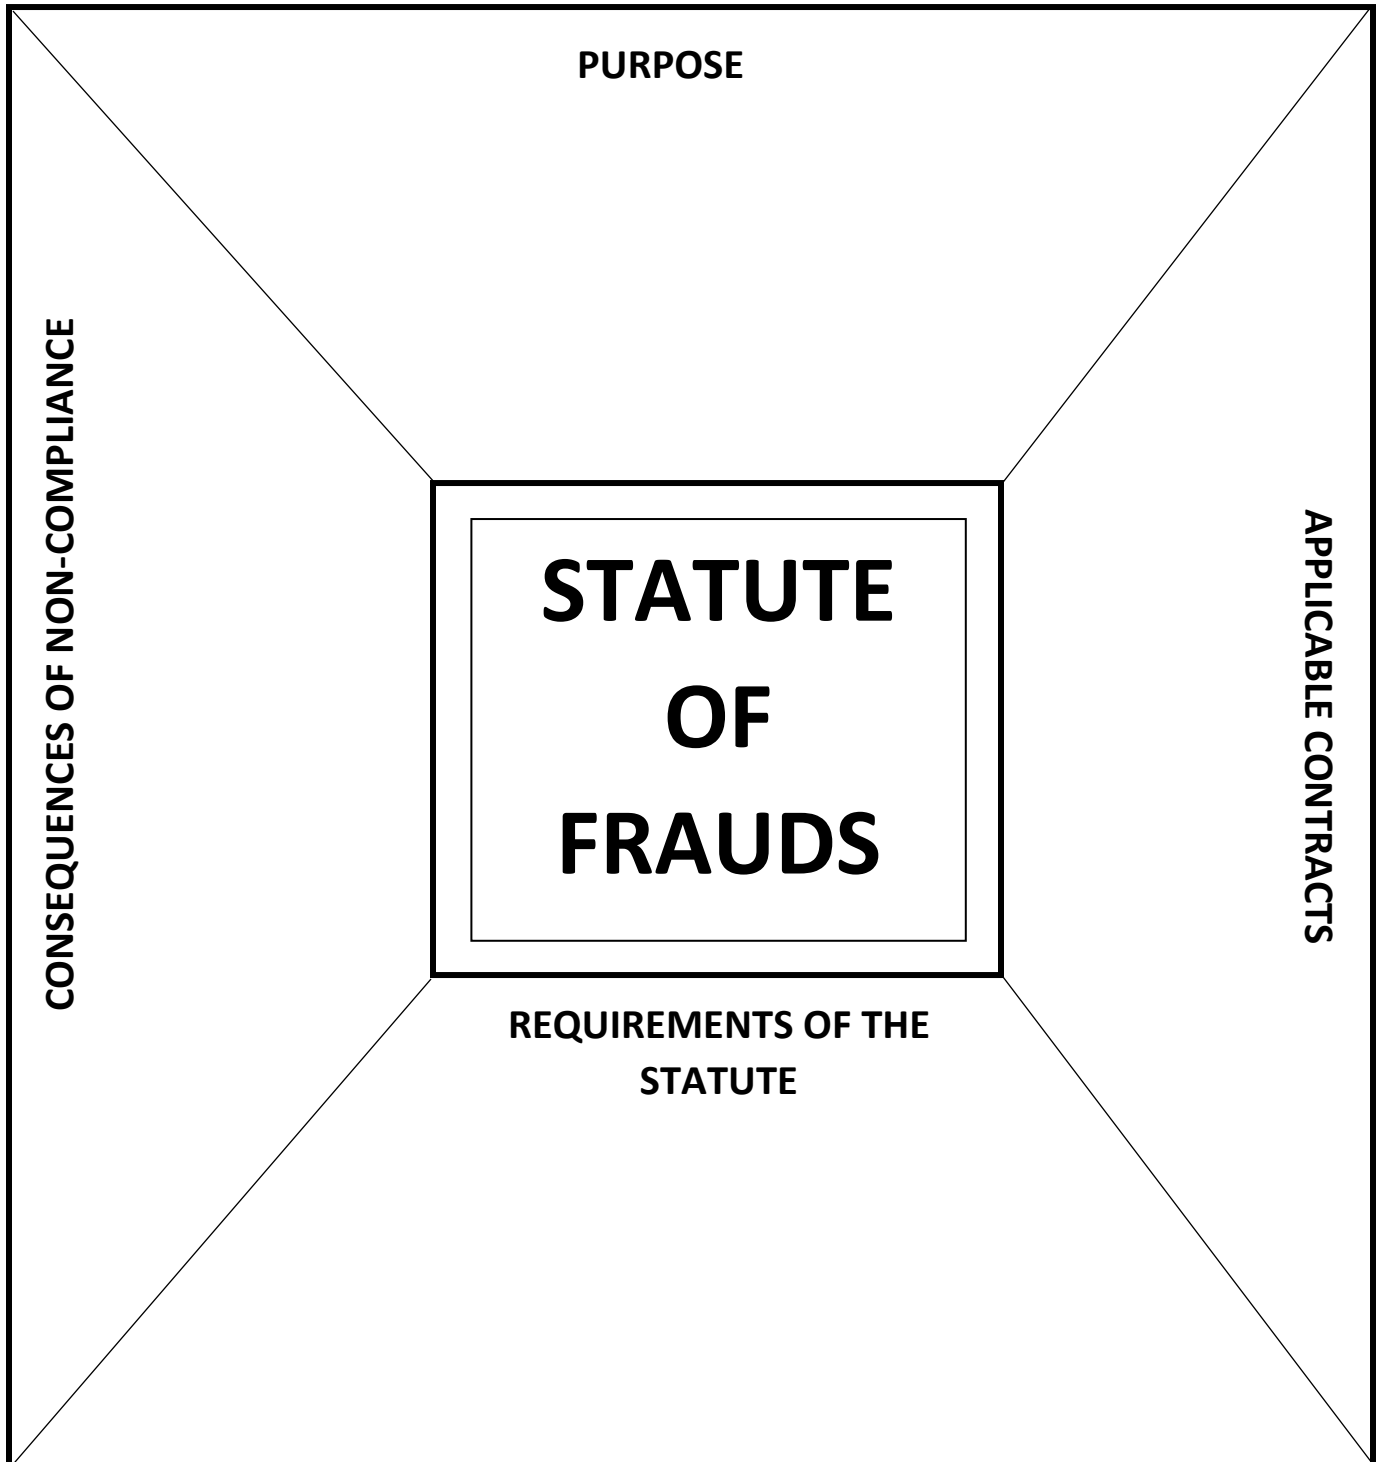 PURPOSE
CONSEQUENCES OF NON-COMPLIANCE
STATUTE
OF
FRAUDS
APPLICABLE CONTRACTS
REQUIREMENTS OF THE
STATUTE